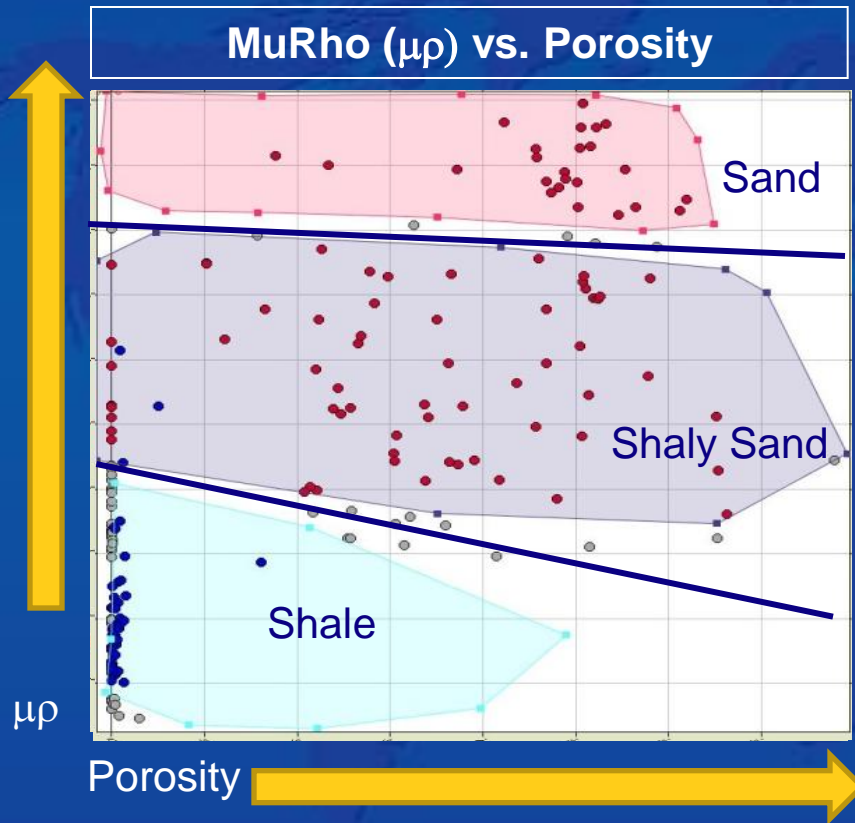 MuRho (μρ) vs. Porosity
Sand
Shaly Sand
Shale
μρ
Porosity